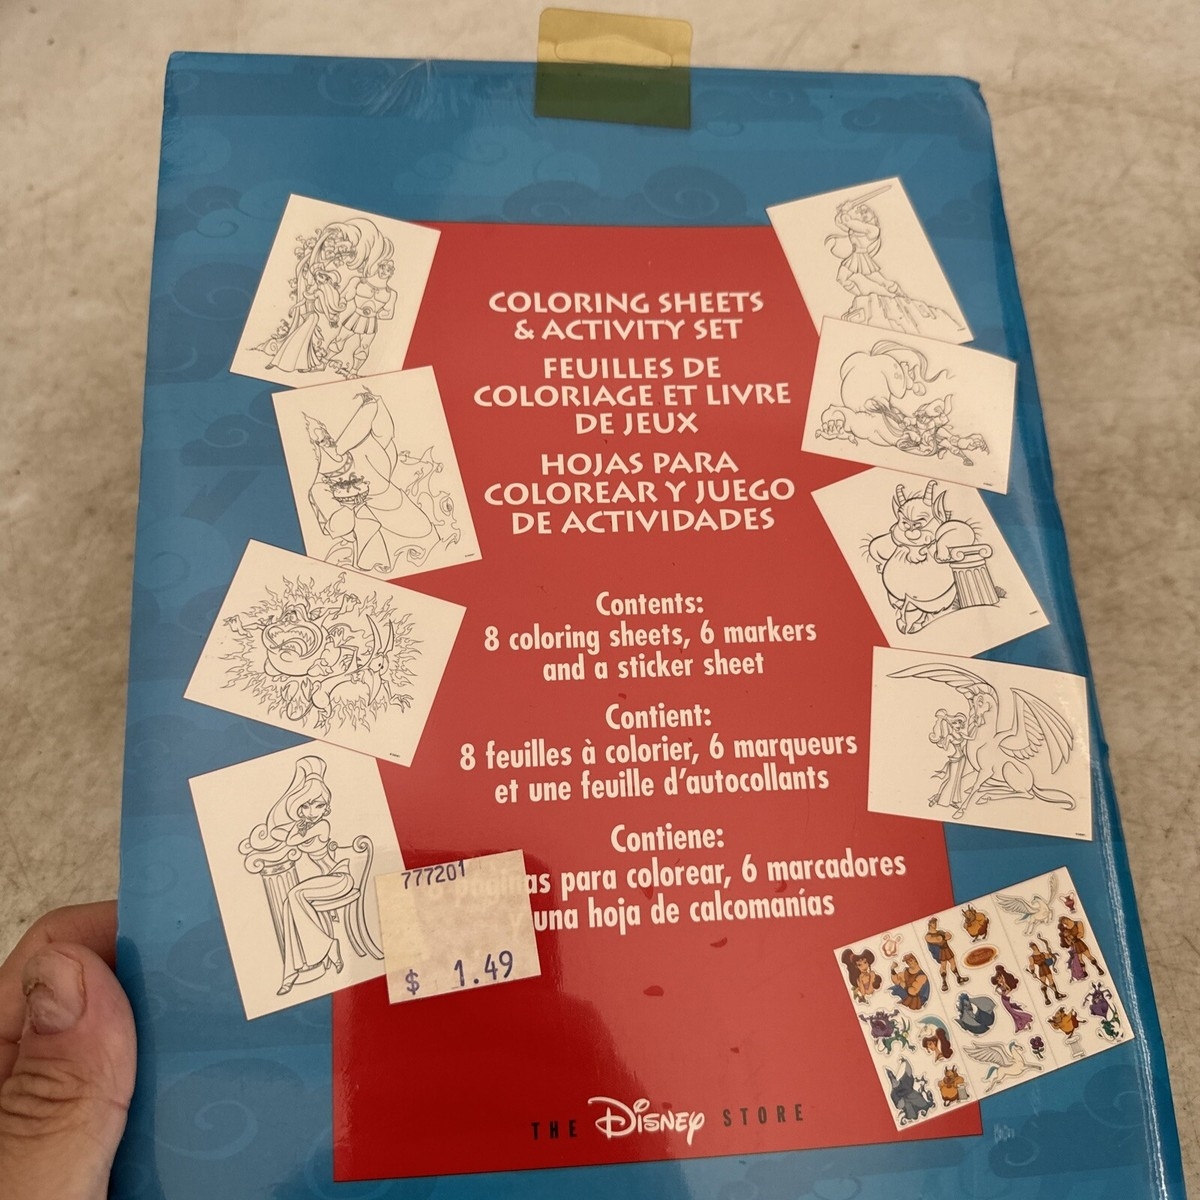 COLORING SHEETS
& ACTIVITY SET
FEUILLES DE
COLORIAGE ET LIVRE
DE JEUX
HOJAS PARA
COLOREAR Y JUEGO
DE ACTIVIDADES
Contents:
8 coloring sheets, 6 markers
and a sticker sheet
Contient:
8 feuilles à colorier, 6 marqueurs
et une feuille d'autocollants
Contiene:
páginas para colorear, 6 marcadores
y una hoja de calcomanías
777201
$ 1.49
THE Disney STORE